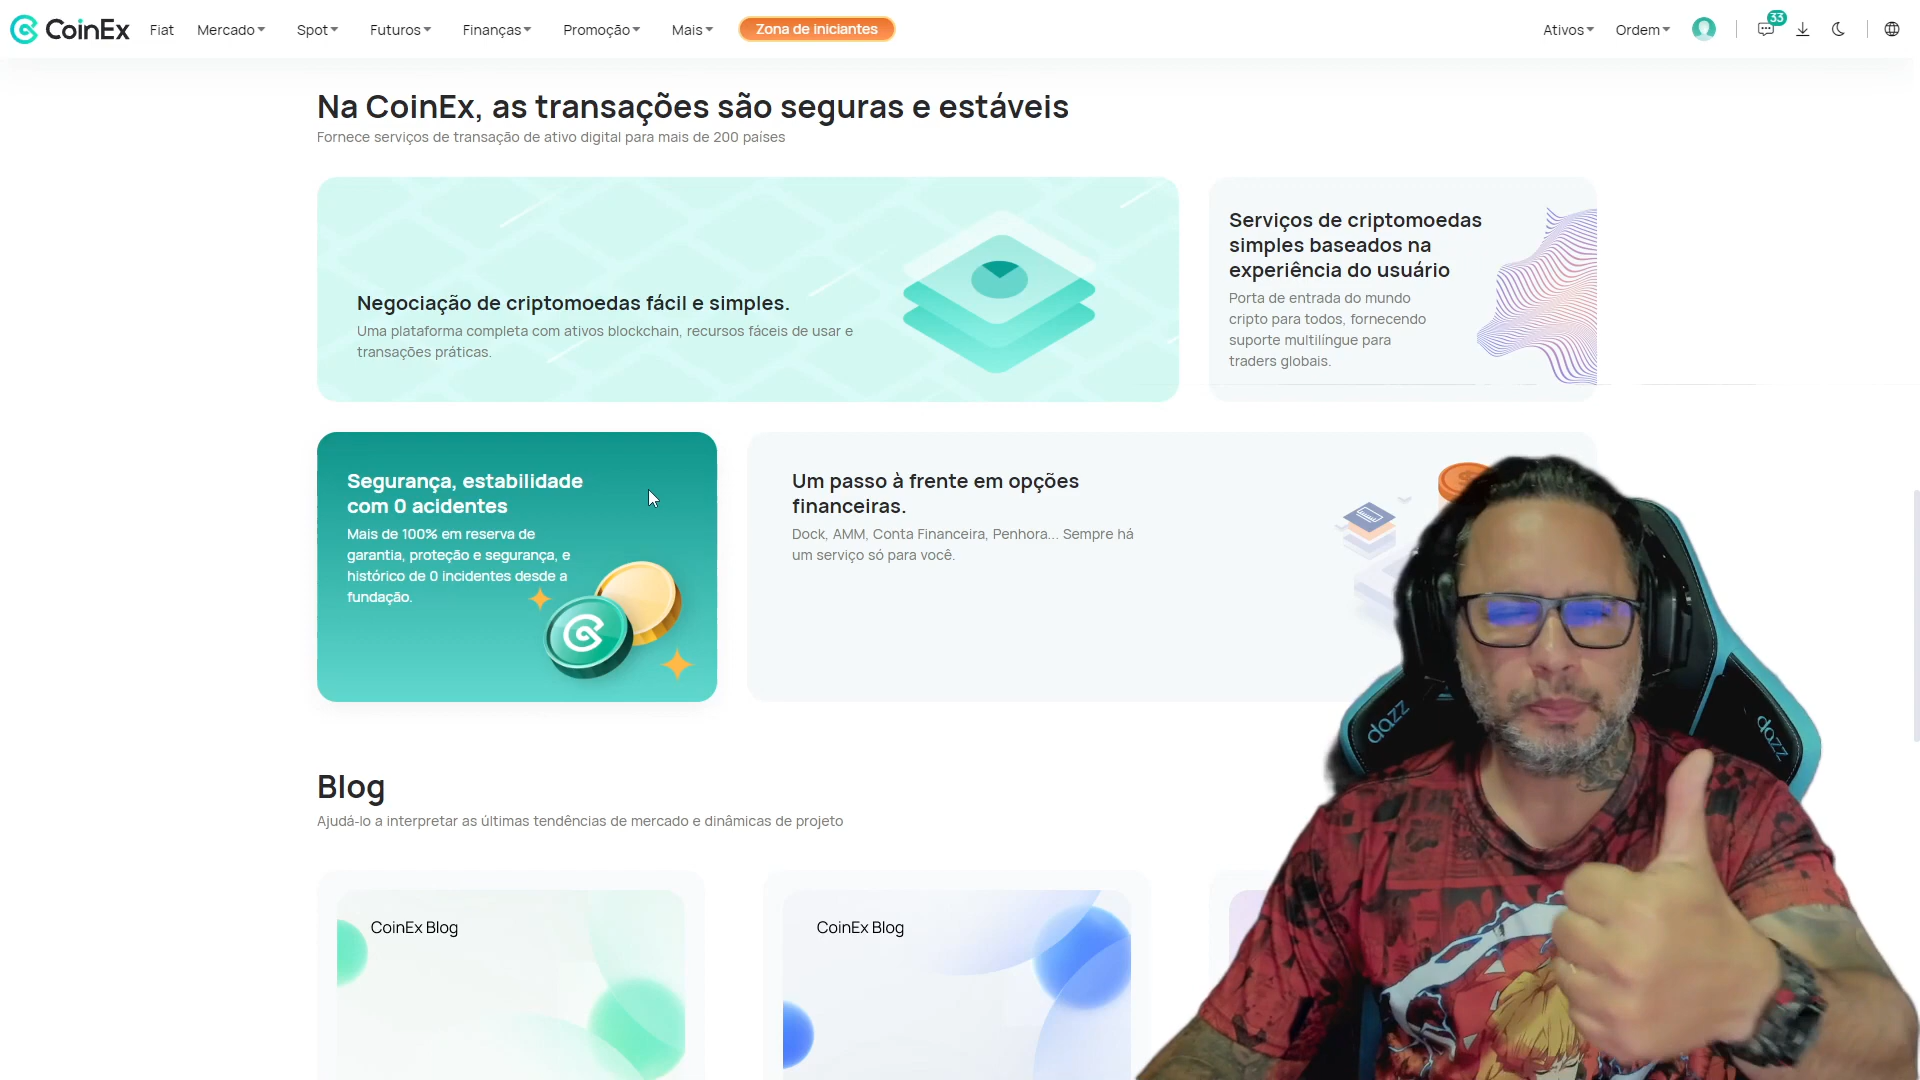 CoinEx
Fiat
Mercado
Spot
Futuros
Finanças
Promoção
Mais
Zona de iniciantes
Ativos
Ordem
33
Na CoinEx, as transações são seguras e estáveis
Fornece serviços de transação de ativo digital para mais de 200 países
Negociação de criptomoedas fácil e simples.
Uma plataforma completa com ativos blockchain, recursos fáceis de usar e
transações práticas.
Serviços de criptomoedas
simples baseados na
experiência do usuário
Porta de entrada do mundo
cripto para todos, fornecendo
suporte multilíngue para
traders globais.
Segurança, estabilidade
com 0 acidentes
Mais de 100% em reserva de
garantia, proteção e segurança, e
histórico de 0 incidentes desde a
fundação.
Um passo à frente em opções
financeiras.
Dock, AMM, Conta Financeira, Penhora... Sempre há
um serviço só para você.
dazz
dazz
Blog
Ajudá-lo a interpretar as últimas tendências de mercado e dinâmicas de projeto
CoinEx Blog
CoinEx Blog